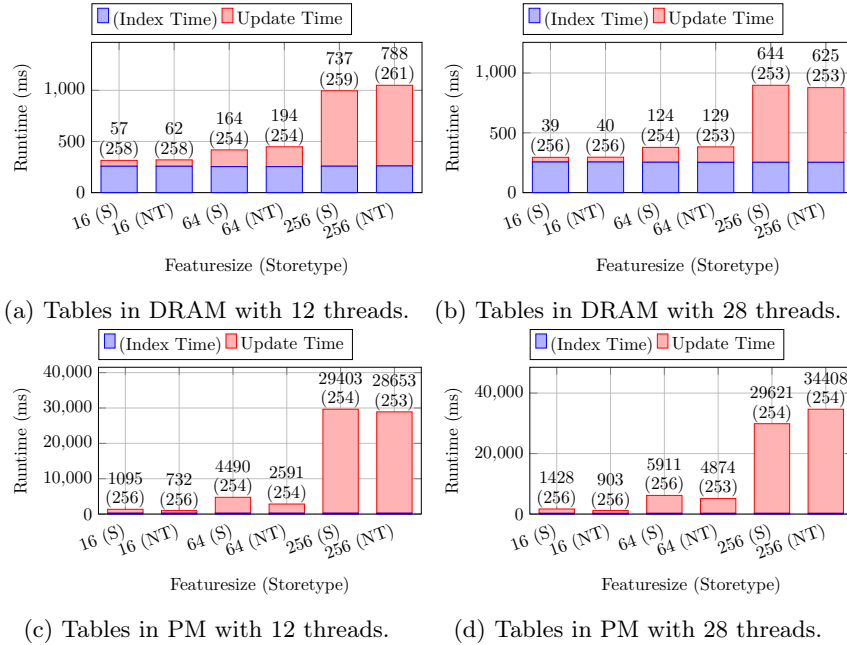 (Index Time) Update Time
Runtime (ms)
1,000
500
0
57
(258)
62
(258)
164
(254)
194
(254)
737
(259)
788
(261)
16 (S)
16 (NT)
64 (S)
64 (NT)
256 (S)
256 (NT)
Featuresize (Storetype)
(a) Tables in DRAM with 12 threads.
(Index Time) Update Time
Runtime (ms)
1,000
500
0
39
(256)
40
(256)
124
(254)
129
(253)
644
(253)
625
(253)
16 (S)
16 (NT)
64 (S)
64 (NT)
256 (S)
256 (NT)
Featuresize (Storetype)
(b) Tables in DRAM with 28 threads.
(Index Time) Update Time
Runtime (ms)
40,000
30,000
20,000
10,000
0
1095
(256)
732
(256)
4490
(254)
2591
(254)
29403
(254)
28653
(253)
16 (S)
16 (NT)
64 (S)
64 (NT)
256 (S)
256 (NT)
Featuresize (Storetype)
(c) Tables in PM with 12 threads.
(Index Time) Update Time
Runtime (ms)
40,000
20,000
0
1428
(256)
903
(256)
5911
(256)
4874
(253)
29621
(254)
34408
(254)
16 (S)
16 (NT)
64 (S)
64 (NT)
256 (S)
256 (NT)
Featuresize (Storetype)
(d) Tables in PM with 28 threads.